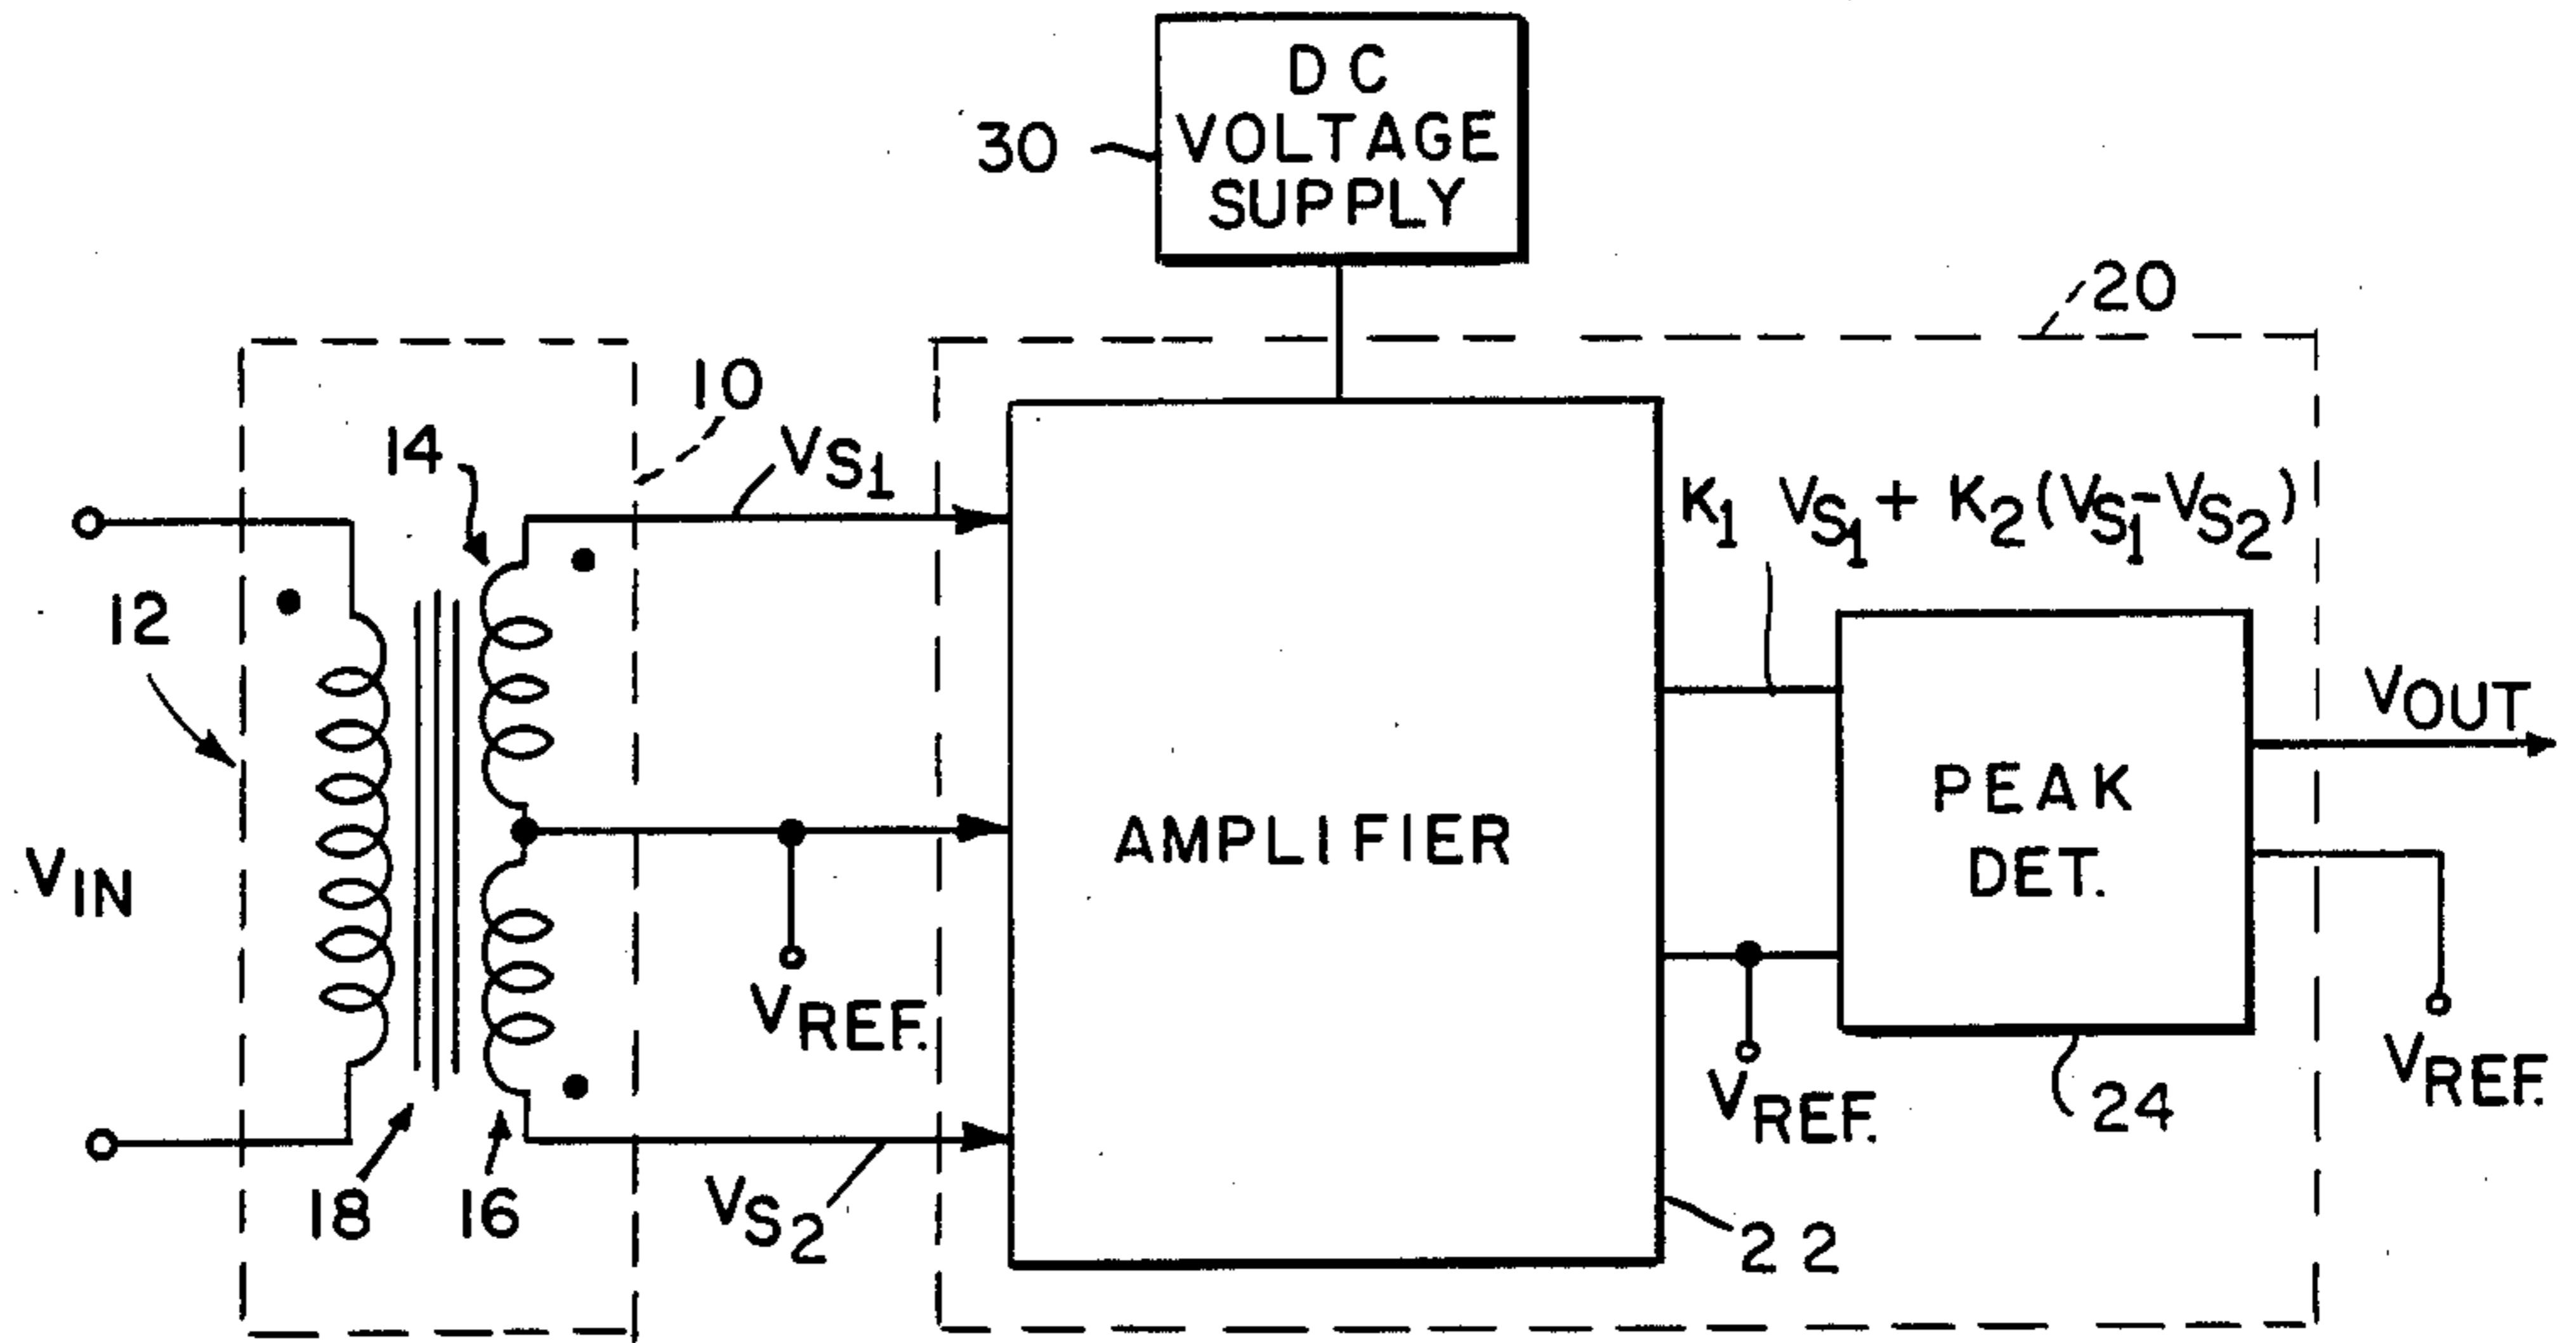 DC
VOLTAGE
SUPPLY
30
20
10
14
VS1
K1 VS1 + K2(VS1-VS2)
12
VOUT
PEAK
DET.
AMPLIFIER
VIN
VREF.
VREF.
VREF.
24
18
16
VS2
22